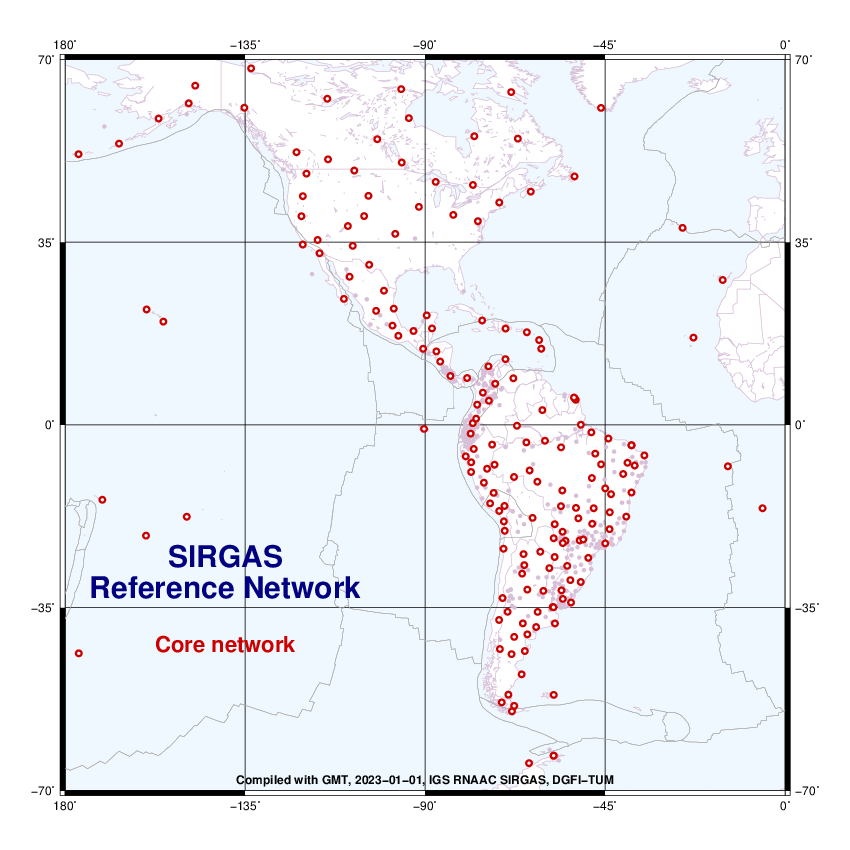 180˚ −135˚ −90˚ −45˚ 0˚
70˚ 70˚
35˚ 35˚
0˚ 0˚
SIRGAS
Reference Network
−35˚ −35˚
Core network
Compiled with GMT, 2023−01−01, IGS RNAAC SIRGAS, DGFI−TUM
−70˚ −70˚
180˚ −135˚ −90˚ −45˚ 0˚